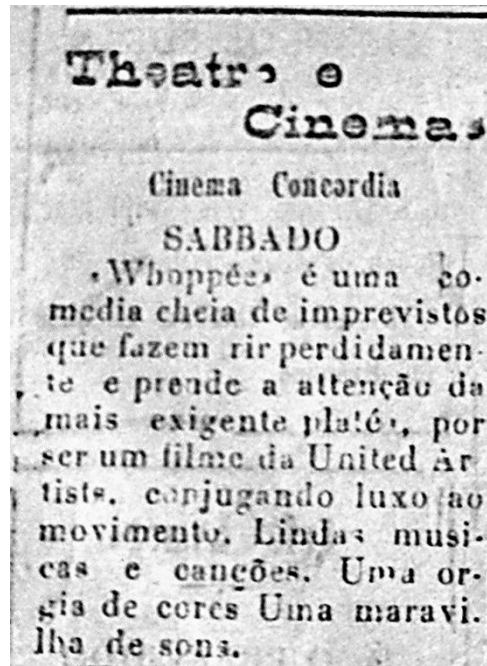 Theatro e
Cinemas
Cinema Concordia
SABBADO
«Whoppée» é uma co-
media cheia de imprevistos
que fazem rir perdidamen-
te e prende a attenção da
mais exigente platéa, por
ser um filme da United Ar
tists, conjugando luxo ao
movimento. Lindas musi-
cas e canções. Uma or-
gia de cores Uma maravi-
lha de sons.